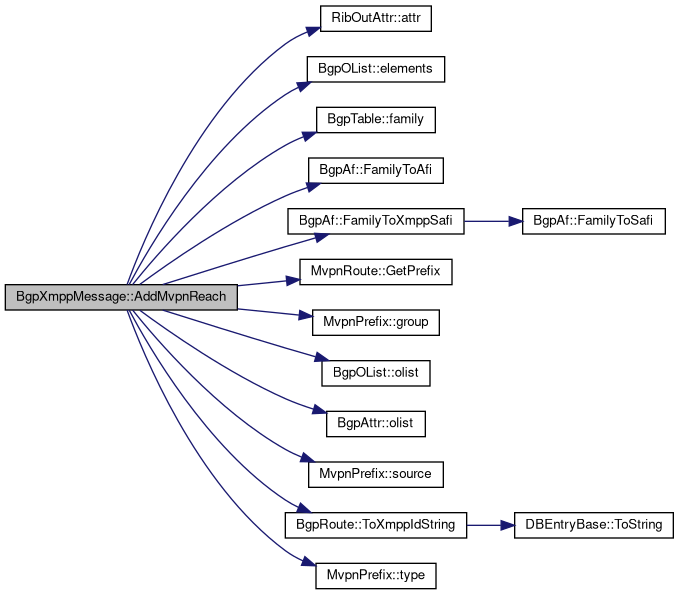 RibOutAttr::attr
BgpOList::elements
BgpTable::family
BgpAf::FamilyToAfi
BgpAf::FamilyToXmppSafi
BgpAf::FamilyToSafi
MvpnRoute::GetPrefix
BgpXmppMessage::AddMvpnReach
MvpnPrefix::group
BgpOList::olist
BgpAttr::olist
MvpnPrefix::source
BgpRoute::ToXmppIdString
DBEntryBase::ToString
MvpnPrefix::type